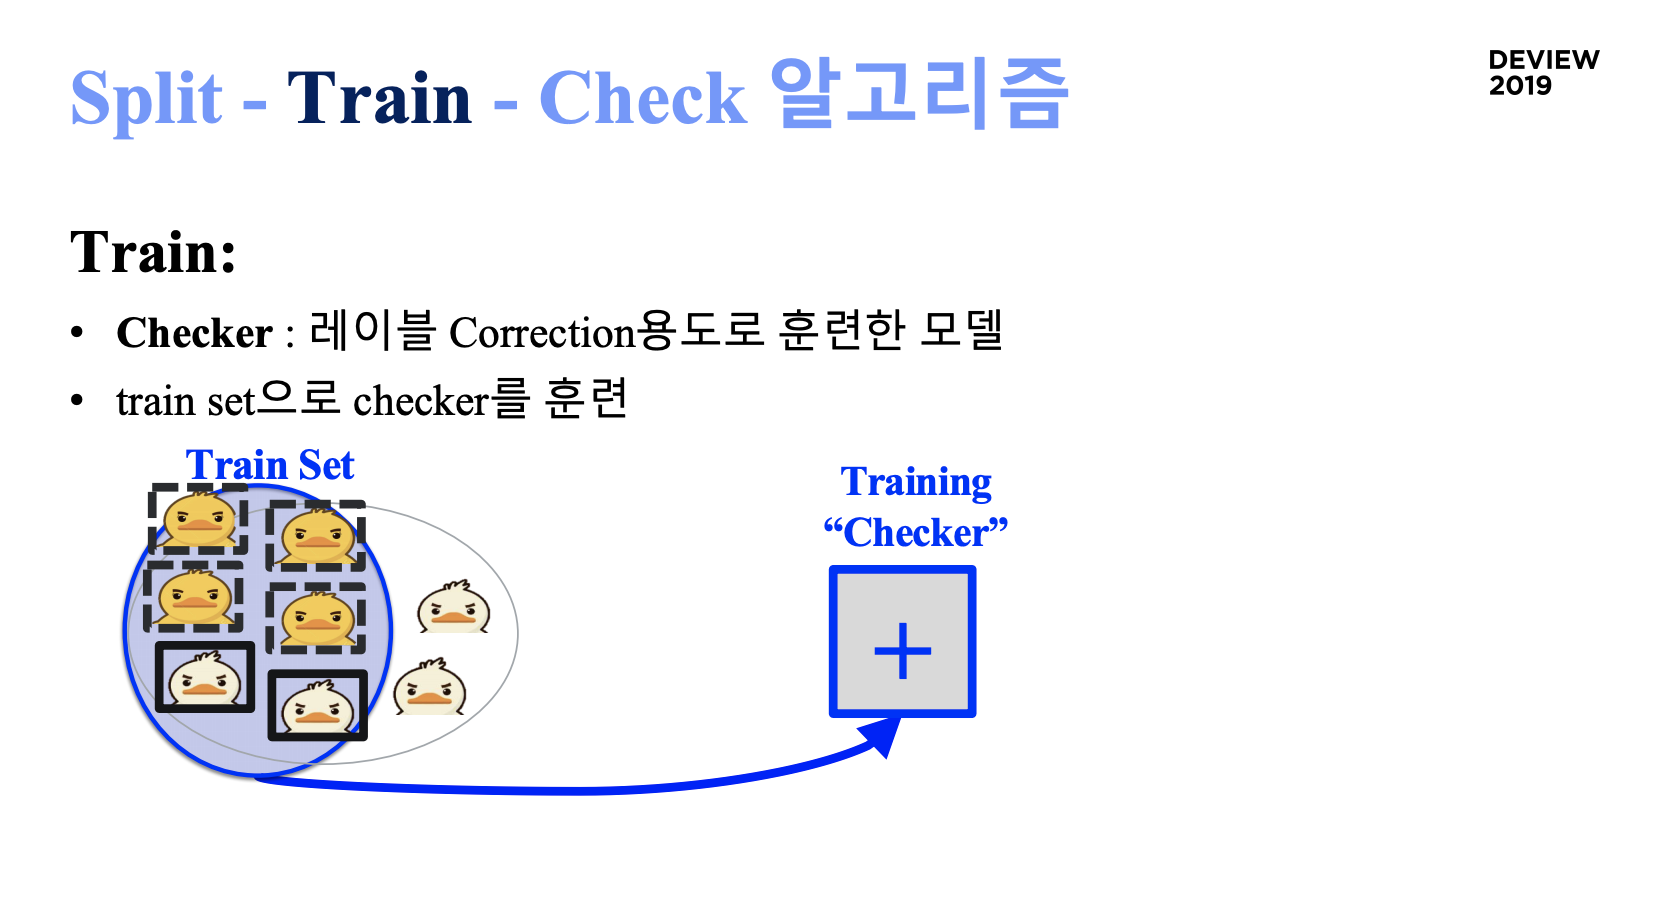 Split - Train - Check 알고리즘
DEVIEW
2019
Train:
• Checker : 레이블 Correction용도로 훈련한 모델
• train set으로 checker를 훈련
Train Set
Training
“Checker”